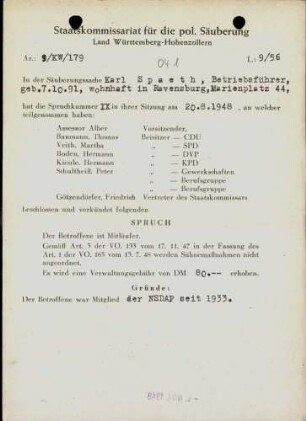 Staatskommissariat für die pol. Säuberung
Land Württemberg-Hohenzollern
Nr.: 9/KW/179
041
L: 9/56
In der Säuberungssache Karl Spaeth, Betriebsführer,
geb.7.10.91, wohnhaft in Ravensburg,Marienplatz 44,
hat die Spruchkammer IX in ihrer Sitzung am 20.8.1948, an welcher
teilgenommen haben:
Assessor Alber Vorsitzender,
Baumann, Thomas Beisitzer — CDU
Veith, Martha „ — SPD
Boden, Hermann „ — DVP
Kienle, Hermann „ — KPD
Schaltheiß, Peter „ — Gewerkschaften
„ — Berufsgruppe
„ — Berufsgruppe
Götzendörfer, Friedrich Vertreter des Staatskommissars
beschlossen und verkündet folgenden
SPRUCH
Der Betroffene ist Mitläufer.
Gemäß Art. 3 der VO. 133 vom 17. 11. 47 in der Fassung des
Art. 1 der VO. 165 vom 13. 7. 48 werden Sühnemaßnahmen nicht
angeordnet.
Es wird eine Verwaltungsgebühr von DM 80.-- erhoben.
Gründe:
Der Betroffene war Mitglied der NSDAP seit 1933.